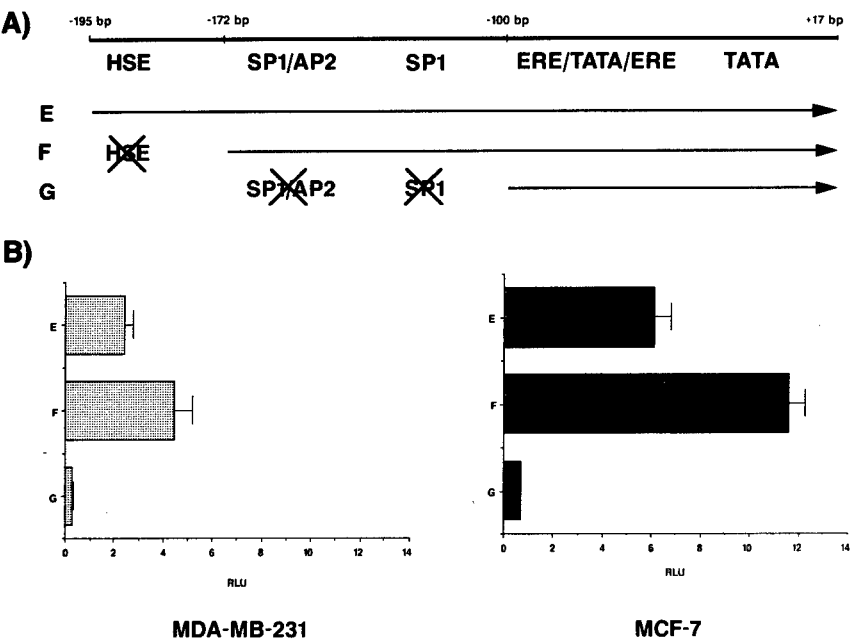 A)
-195 bp -172 bp -100 bp +17 bp
HSE SP1/AP2 SP1 ERE/TATA/ERE TATA
E
F HSE
G SP1/AP2 SP1
B)
E
F
G
0 2 4 6 8 10 12 14
RLU
MDA-MB-231
E
F
G
0 2 4 6 8 10 12 14
RLU
MCF-7